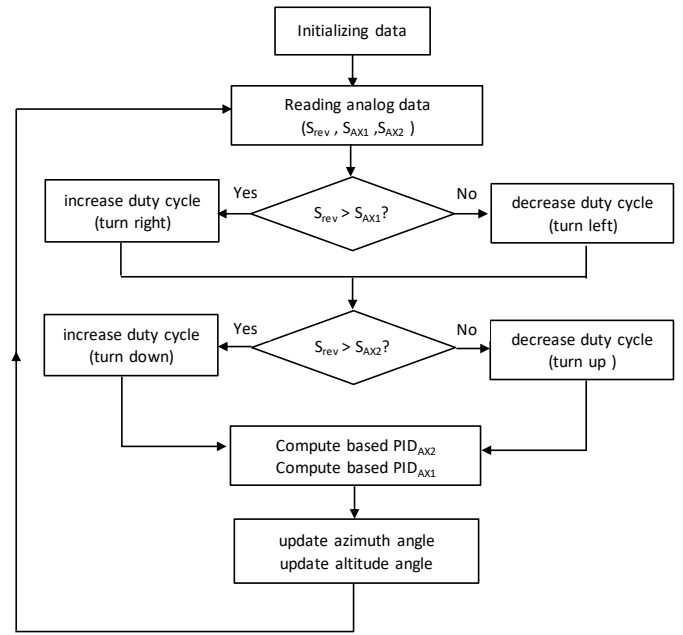 Initializing data
Reading analog data
(Srev , SAX1 ,SAX2 )
Yes
No
increase duty cycle
(turn right)
Srev > SAX1?
decrease duty cycle
(turn left)
Yes
No
increase duty cycle
(turn down)
Srev > SAX2?
decrease duty cycle
(turn up )
Compute based PIDAX2
Compute based PIDAX1
update azimuth angle
update altitude angle